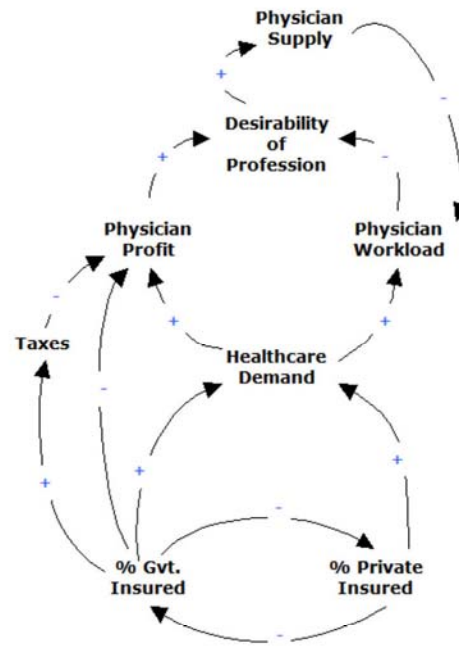 Physician
Supply
+
-
Desirability
of
Profession
+
-
Physician
Profit
Physician
Workload
-
Taxes
+
+
Healthcare
Demand
-
+
+
+
-
% Gvt.
Insured
% Private
Insured
-